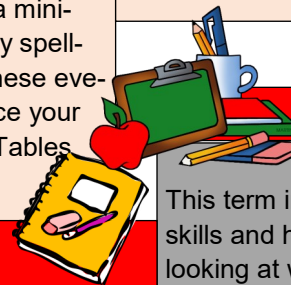 a mini-
y spell-
hese eve-
ce your
Tables
This term i
skills and h
looking at w